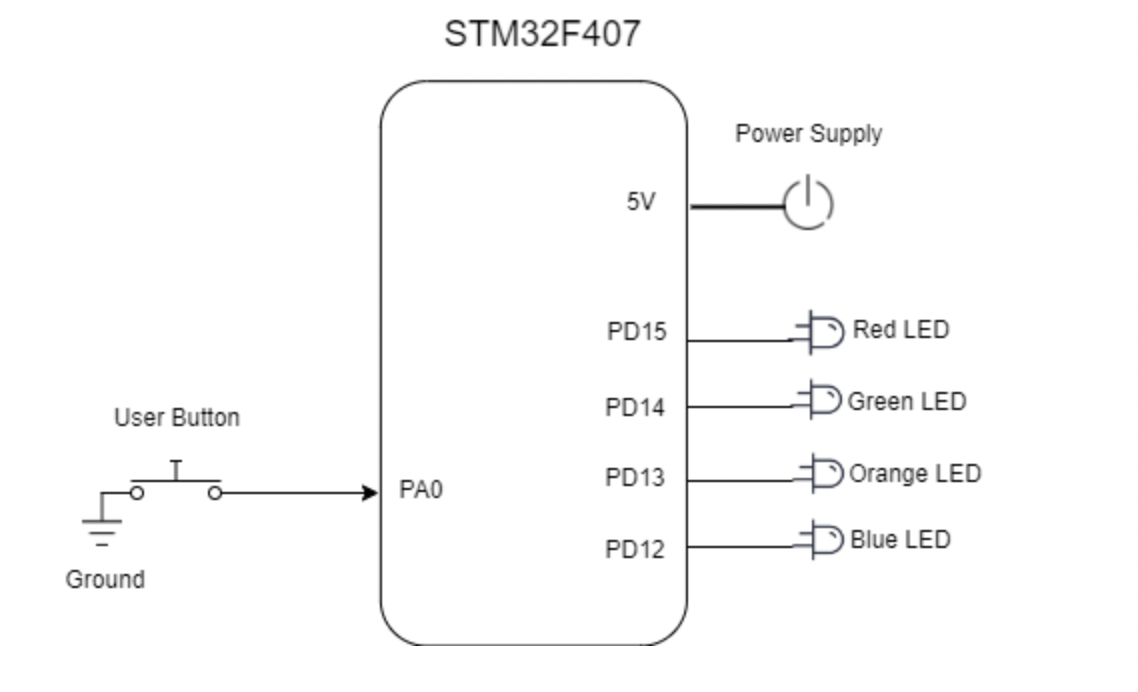 STM32F407
Power Supply
5V
PD15
Red LED
PD14
Green LED
User Button
PD13
Orange LED
PA0
PD12
Blue LED
Ground